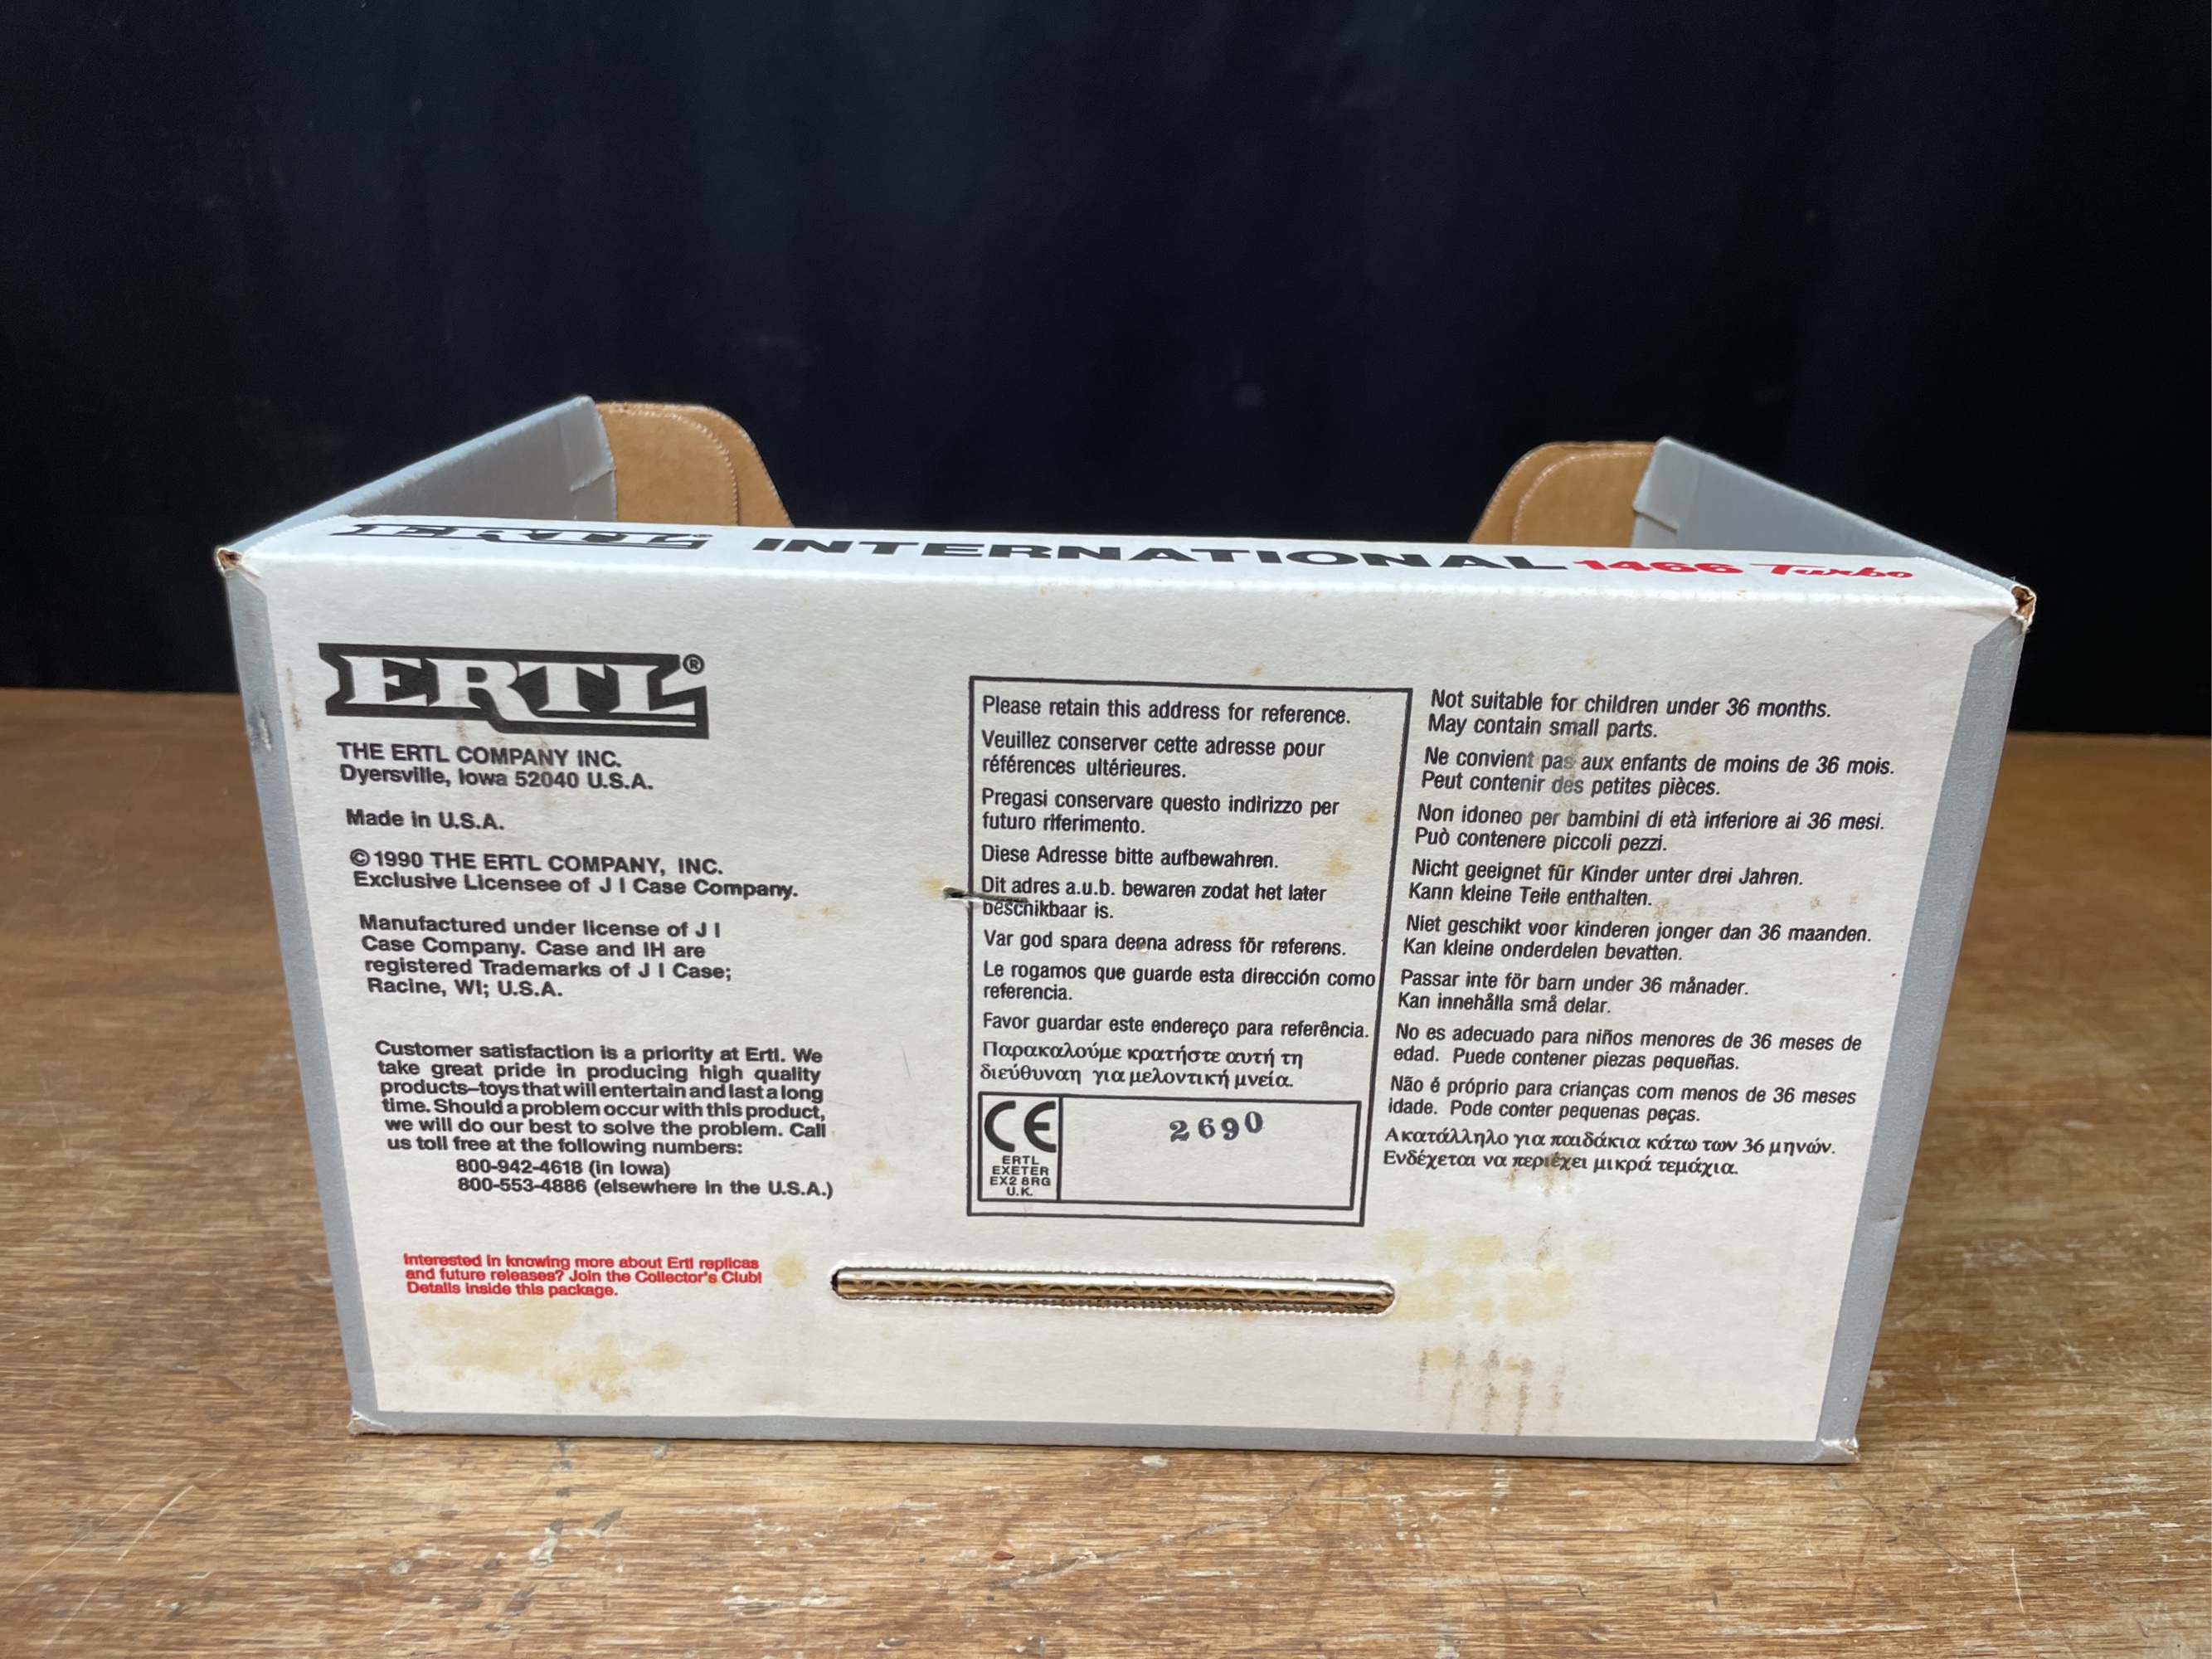 ERTL® INTERNATIONAL 1466 Turbo
ERTL®
THE ERTL COMPANY INC.
Dyersville, Iowa 52040 U.S.A.
Made in U.S.A.
©1990 THE ERTL COMPANY, INC.
Exclusive Licensee of J I Case Company.
Manufactured under license of J I
Case Company. Case and IH are
registered Trademarks of J I Case;
Racine, WI; U.S.A.
Customer satisfaction is a priority at Ertl. We
take great pride in producing high quality
products–toys that will entertain and last a long
time. Should a problem occur with this product,
we will do our best to solve the problem. Call
us toll free at the following numbers:
800-942-4618 (in Iowa)
800-553-4886 (elsewhere in the U.S.A.)
Interested in knowing more about Ertl replicas
and future releases? Join the Collector's Club!
Details inside this package.
Please retain this address for reference.
Veuillez conserver cette adresse pour
références ultérieures.
Pregasi conservare questo indirizzo per
futuro riferimento.
Diese Adresse bitte aufbewahren.
Dit adres a.u.b. bewaren zodat het later
beschikbaar is.
Var god spara denna adress för referens.
Le rogamos que guarde esta dirección como
referencia.
Favor guardar este endereço para referência.
Παρακαλούμε κρατήστε αυτή τη
διεύθυναη για μελοντική μνεία.
CE
ERTL
EXETER
EX2 8RG
U.K.
2690
Not suitable for children under 36 months.
May contain small parts.
Ne convient pas aux enfants de moins de 36 mois.
Peut contenir des petites pièces.
Non idoneo per bambini di età inferiore ai 36 mesi.
Può contenere piccoli pezzi.
Nicht geeignet für Kinder unter drei Jahren.
Kann kleine Teile enthalten.
Niet geschikt voor kinderen jonger dan 36 maanden.
Kan kleine onderdelen bevatten.
Passar inte för barn under 36 månader.
Kan innehålla små delar.
No es adecuado para niños menores de 36 meses de
edad. Puede contener piezas pequeñas.
Não é próprio para crianças com menos de 36 meses
idade. Pode conter pequenas peças.
Ακατάλληλο για παιδάκια κάτω των 36 μηνών.
Ενδέχεται να περιέχει μικρά τεμάχια.